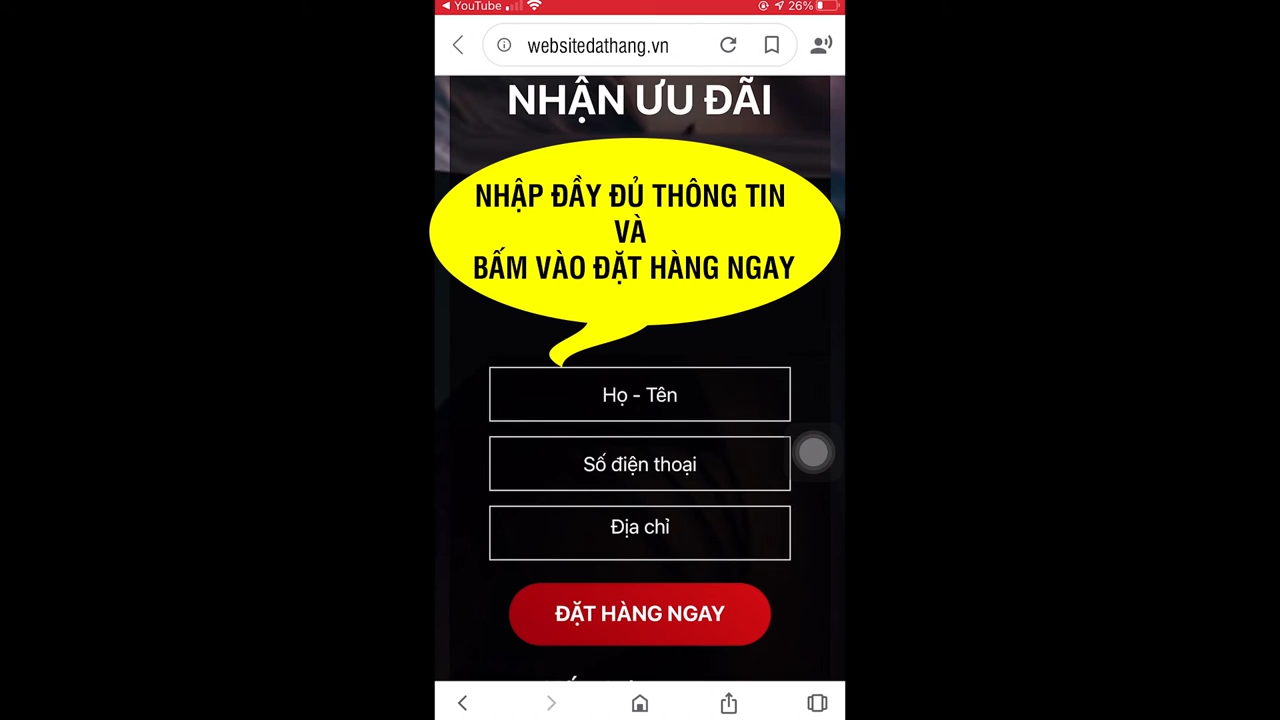 YouTube
26%
websitedathang.vn
NHẬN ƯU ĐÃI
NHẬP ĐẦY ĐỦ THÔNG TIN
VÀ
BẤM VÀO ĐẶT HÀNG NGAY
Họ - Tên
Số điện thoại
Địa chỉ
ĐẶT HÀNG NGAY